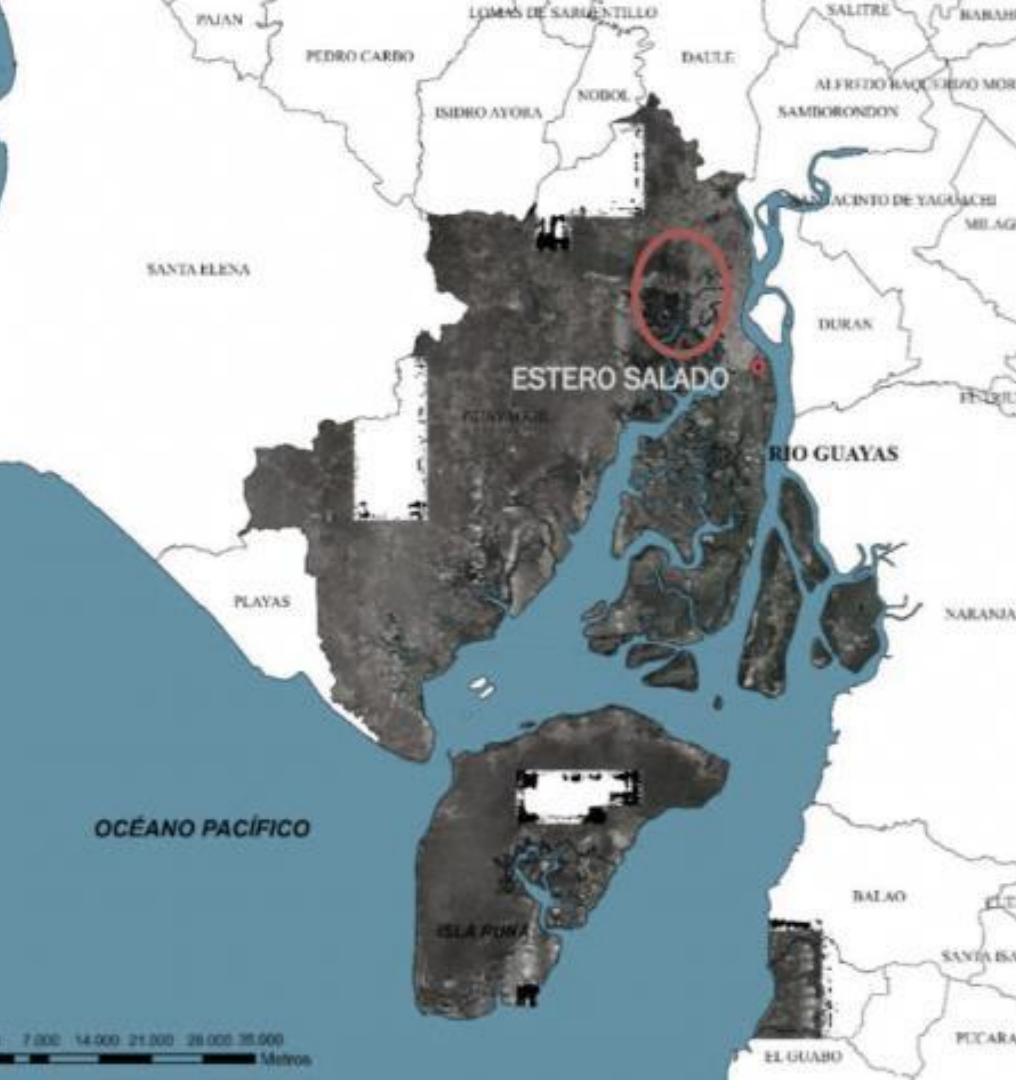 LOMAS DE SARGENTILLO
SALITRE
PAJAN
PEDRO CARBO
DAULE
ISIDRO AYORA
NOBOL
SAMBORONDON
SANTA ELENA
DURAN
ESTERO SALADO
RIO GUAYAS
PLAYAS
NARANJA
OCÉANO PACÍFICO
BALAO
ISLA PUNA
SANTA ISA
7.000 14.000 21.000 28.000 35.000
Metros
PUCARA
EL GUABO